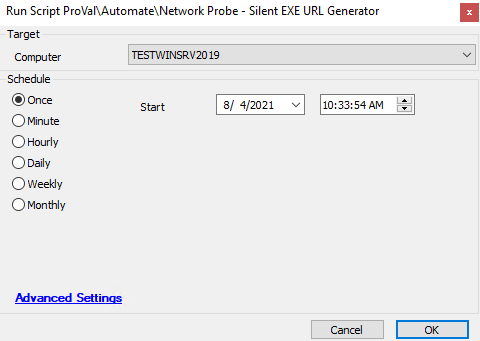 Run Script ProVal\Automate\Network Probe - Silent EXE URL Generator
x
Target
Computer TESTWINSRV2019
Schedule
Once Start 8/ 4/2021 10:33:54 AM
Minute
Hourly
Daily
Weekly
Monthly
Advanced Settings
Cancel OK